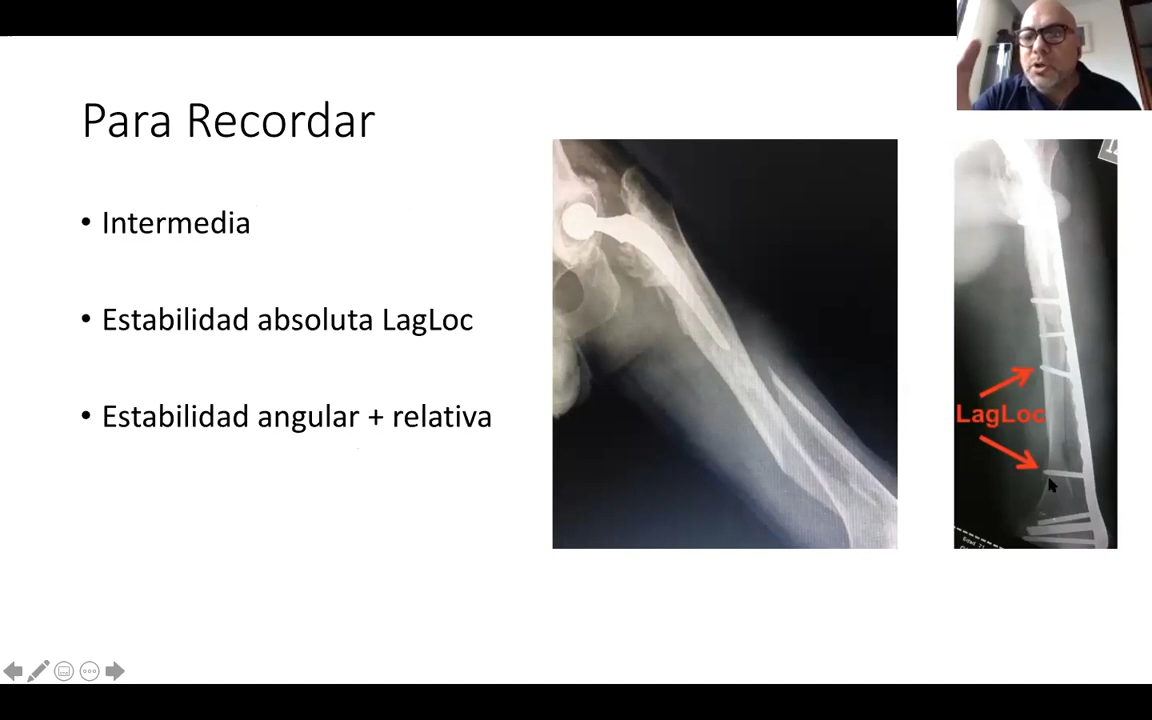 Para Recordar
• Intermedia
• Estabilidad absoluta LagLoc
• Estabilidad angular + relativa
LagLoc